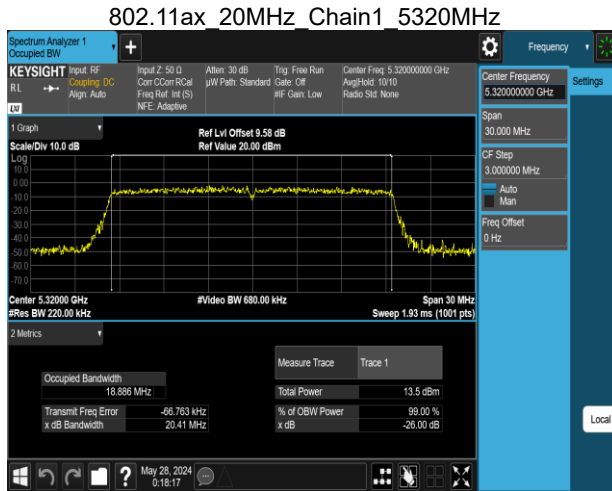 802.11ax_20MHz_Chain1_5320MHz
Spectrum Analyzer 1
Occupied BW
+
Frequency
KEYSIGHT
RL
LXI
Input: RF
Coupling: DC
Align: Auto
Input Z: 50 Ω
Corr CCorr RCal
Freq Ref: Int (S)
NFE: Adaptive
Atten: 30 dB
µW Path: Standard
Trig: Free Run
Gate: Off
#IF Gain: Low
Center Freq: 5.320000000 GHz
Avg|Hold: 10/10
Radio Std: None
Center Frequency
5.320000000 GHz
Settings
Span
30.000 MHz
CF Step
3.000000 MHz
Auto
Man
Freq Offset
0 Hz
Local
1 Graph
Scale/Div 10.0 dB
Ref Lvl Offset 9.58 dB
Ref Value 20.00 dBm
Log
10.0
0.00
-10.0
-20.0
-30.0
-40.0
-50.0
-60.0
-70.0
Center 5.32000 GHz
#Video BW 680.00 kHz
Span 30 MHz
#Res BW 220.00 kHz
Sweep 1.93 ms (1001 pts)
2 Metrics
Measure Trace
Trace 1
Occupied Bandwidth
18.886 MHz
Total Power
13.5 dBm
Transmit Freq Error
-66.763 kHz
% of OBW Power
99.00 %
x dB Bandwidth
20.41 MHz
x dB
-26.00 dB
?
May 28, 2024
0:18:17